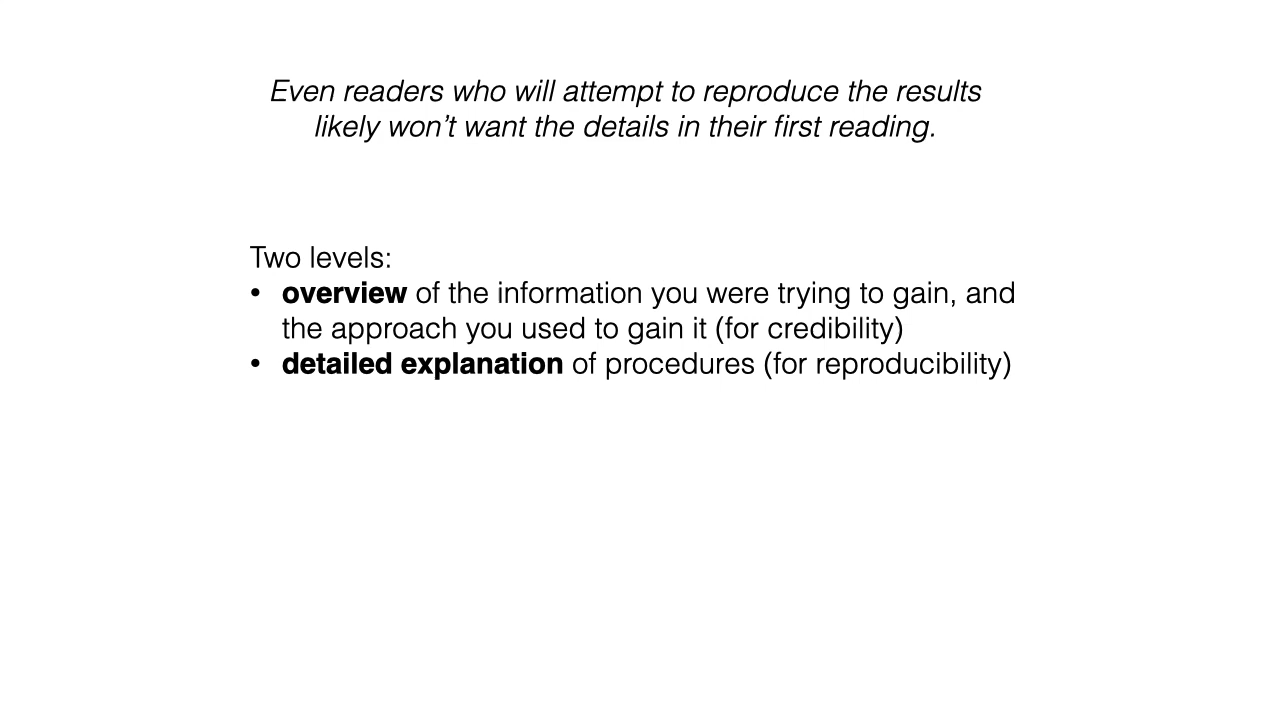 Even readers who will attempt to reproduce the results
likely won’t want the details in their first reading.
Two levels:
• overview of the information you were trying to gain, and
the approach you used to gain it (for credibility)
• detailed explanation of procedures (for reproducibility)